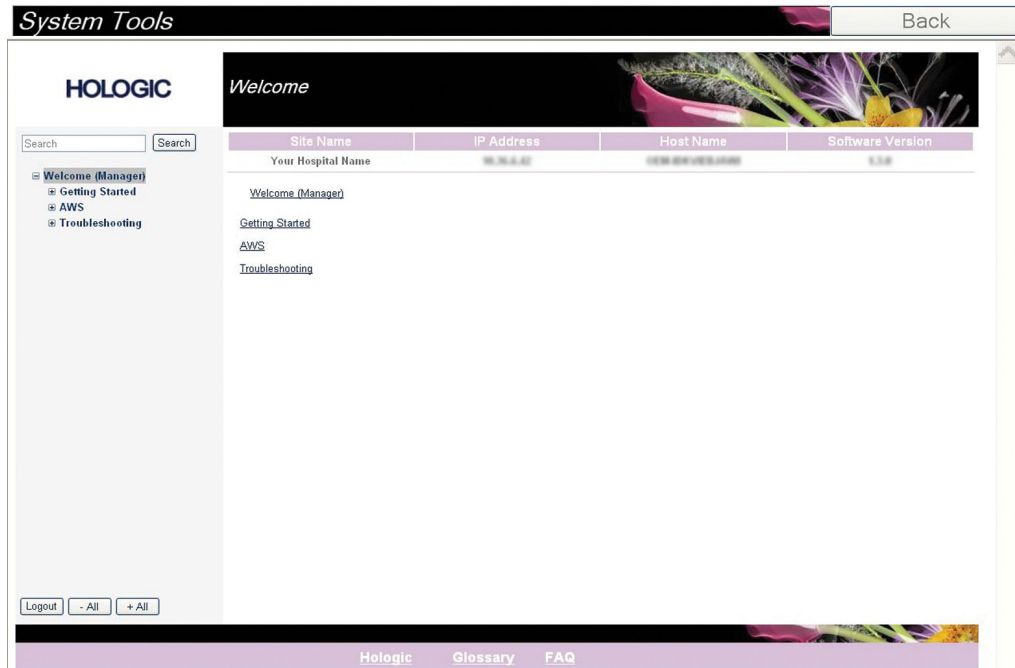 System Tools
Back
HOLOGIC
Welcome
Search
Search
Welcome (Manager)
Getting Started
AWS
Troubleshooting
Site Name IP Address Host Name Software Version
Your Hospital Name
Welcome (Manager)
Getting Started
AWS
Troubleshooting
Logout - All + All
Hologic Glossary FAQ